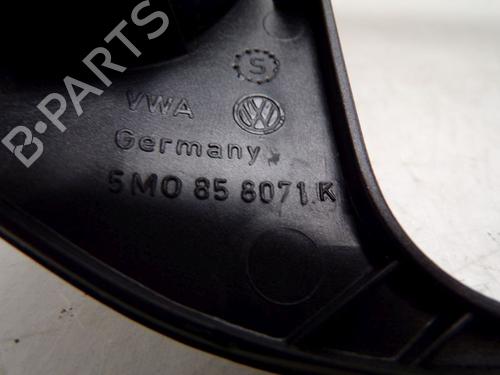 S
VWA
Germany
5M0 85 8071 K
B-PARTS